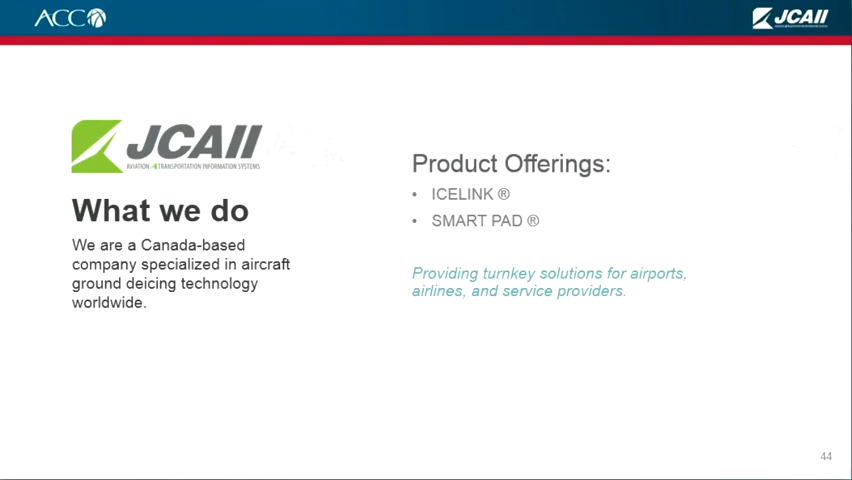 ACC
JCAII
JCAII
AVIATION & TRANSPORTATION INFORMATION SYSTEMS
What we do
We are a Canada-based
company specialized in aircraft
ground deicing technology
worldwide.
Product Offerings:
• ICELINK ®
• SMART PAD ®
Providing turnkey solutions for airports,
airlines, and service providers.
44